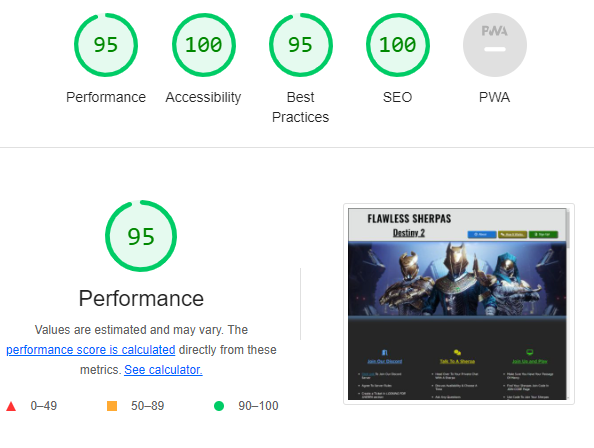 95
100
95
100
PWA
Performance
Accessibility
Best
Practices
SEO
PWA
95
Performance
Values are estimated and may vary. The
performance score is calculated directly from these
metrics. See calculator.
0–49
50–89
90–100
FLAWLESS SHERPAS
Destiny 2
Join Our Discord
Talk To A Sherpa
Join Us and Play